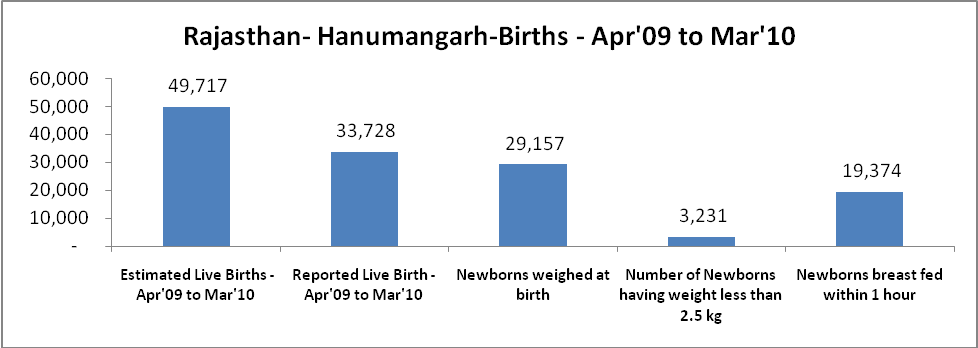 Rajasthan- Hanumangarh-Births - Apr'09 to Mar'10
60,000
50,000
40,000
30,000
20,000
10,000
-
49,717
33,728
29,157
3,231
19,374
Estimated Live Births -
Apr'09 to Mar'10
Reported Live Birth -
Apr'09 to Mar'10
Newborns weighed at
birth
Number of Newborns
having weight less than
2.5 kg
Newborns breast fed
within 1 hour